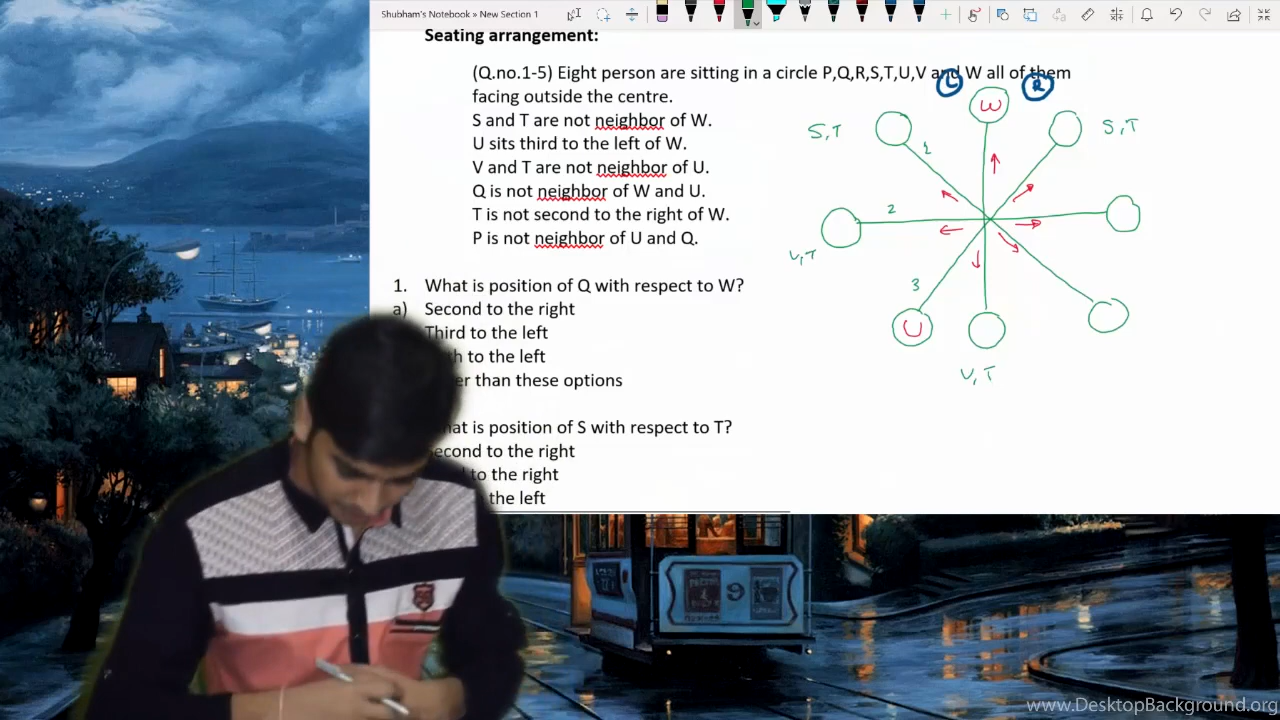 Shubham's Notebook » New Section 1
Seating arrangement:
(Q.no.1-5) Eight person are sitting in a circle P,Q,R,S,T,U,V and W all of them
facing outside the centre.
S and T are not neighbor of W.
U sits third to the left of W.
V and T are not neighbor of U.
Q is not neighbor of W and U.
T is not second to the right of W.
P is not neighbor of U and Q.
1. What is position of Q with respect to W?
a) Second to the right
Third to the left
to the left
than these options
is position of S with respect to T?
Second to the right
to the right
the left
L
R
W
S, T
S, T
1
2
V, T
3
U
V, T
9
www.DesktopBackground.org